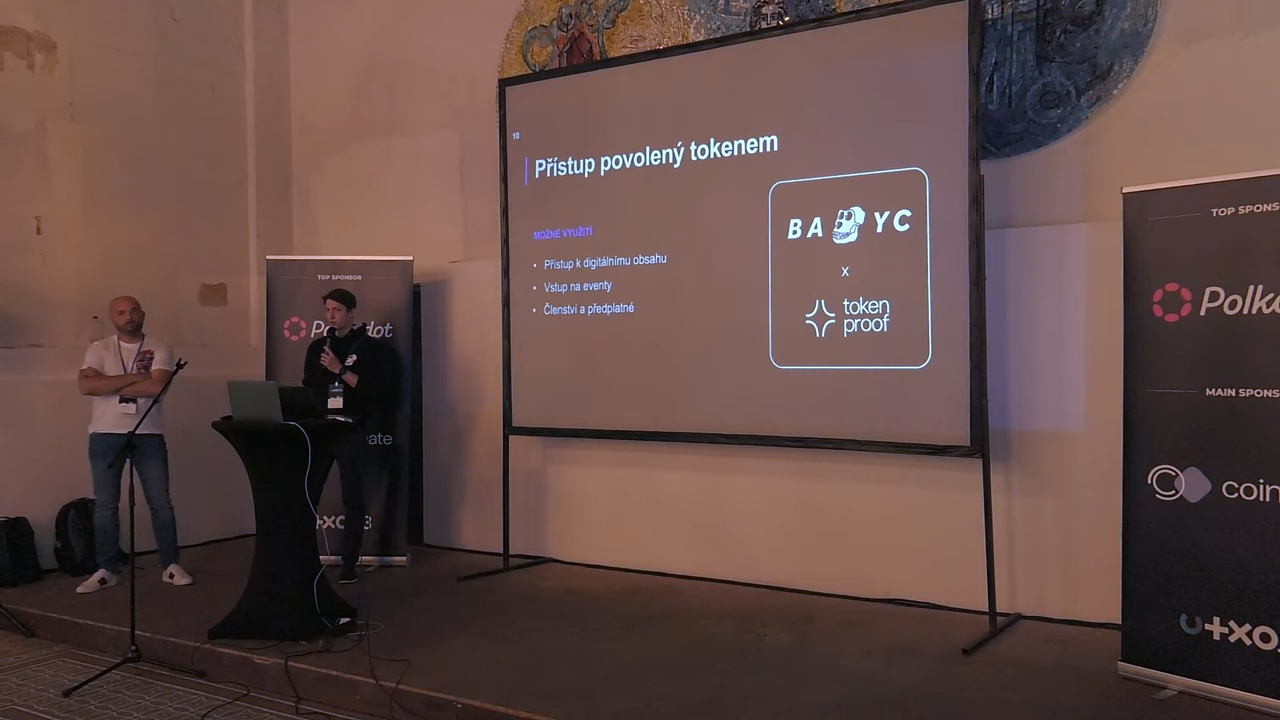 10
Přístup povolený tokenem
MOŽNÉ VYUŽITÍ
• Přístup k digitálnímu obsahu
• Vstup na eventy
• Členství a předplatné
BA YC
x
token
proof
TOP SPONSOR
TOP SPONS
Polk
MAIN SPONS
coin